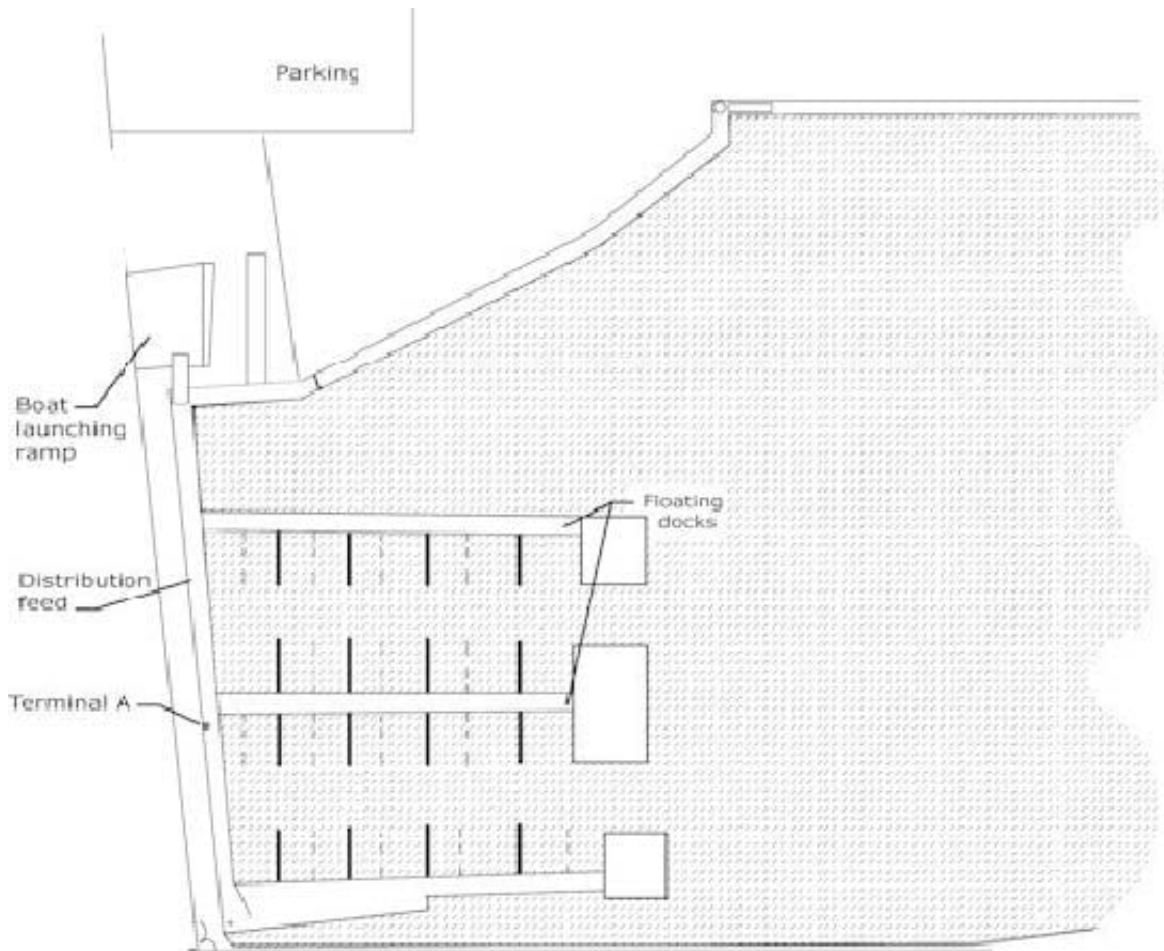 Parking
Boat
launching
ramp
Floating
docks
Distribution
feed
Terminal A